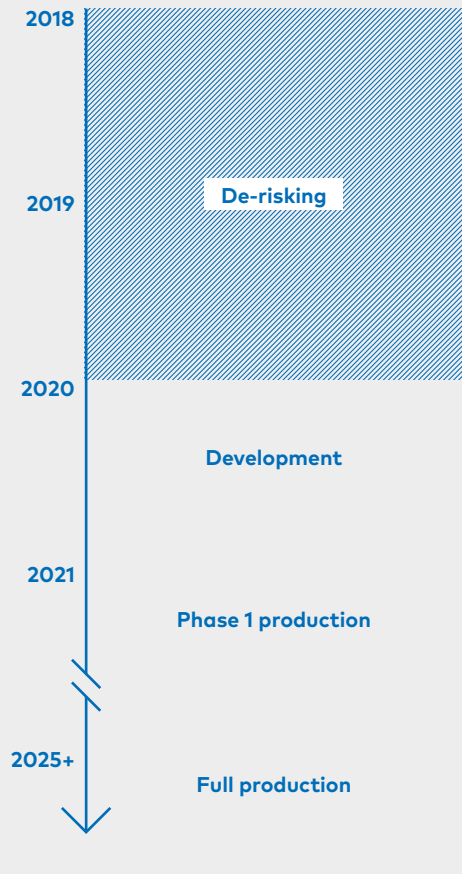 2018
De-risking
2019
2020
Development
2021
Phase 1 production
2025+
Full production